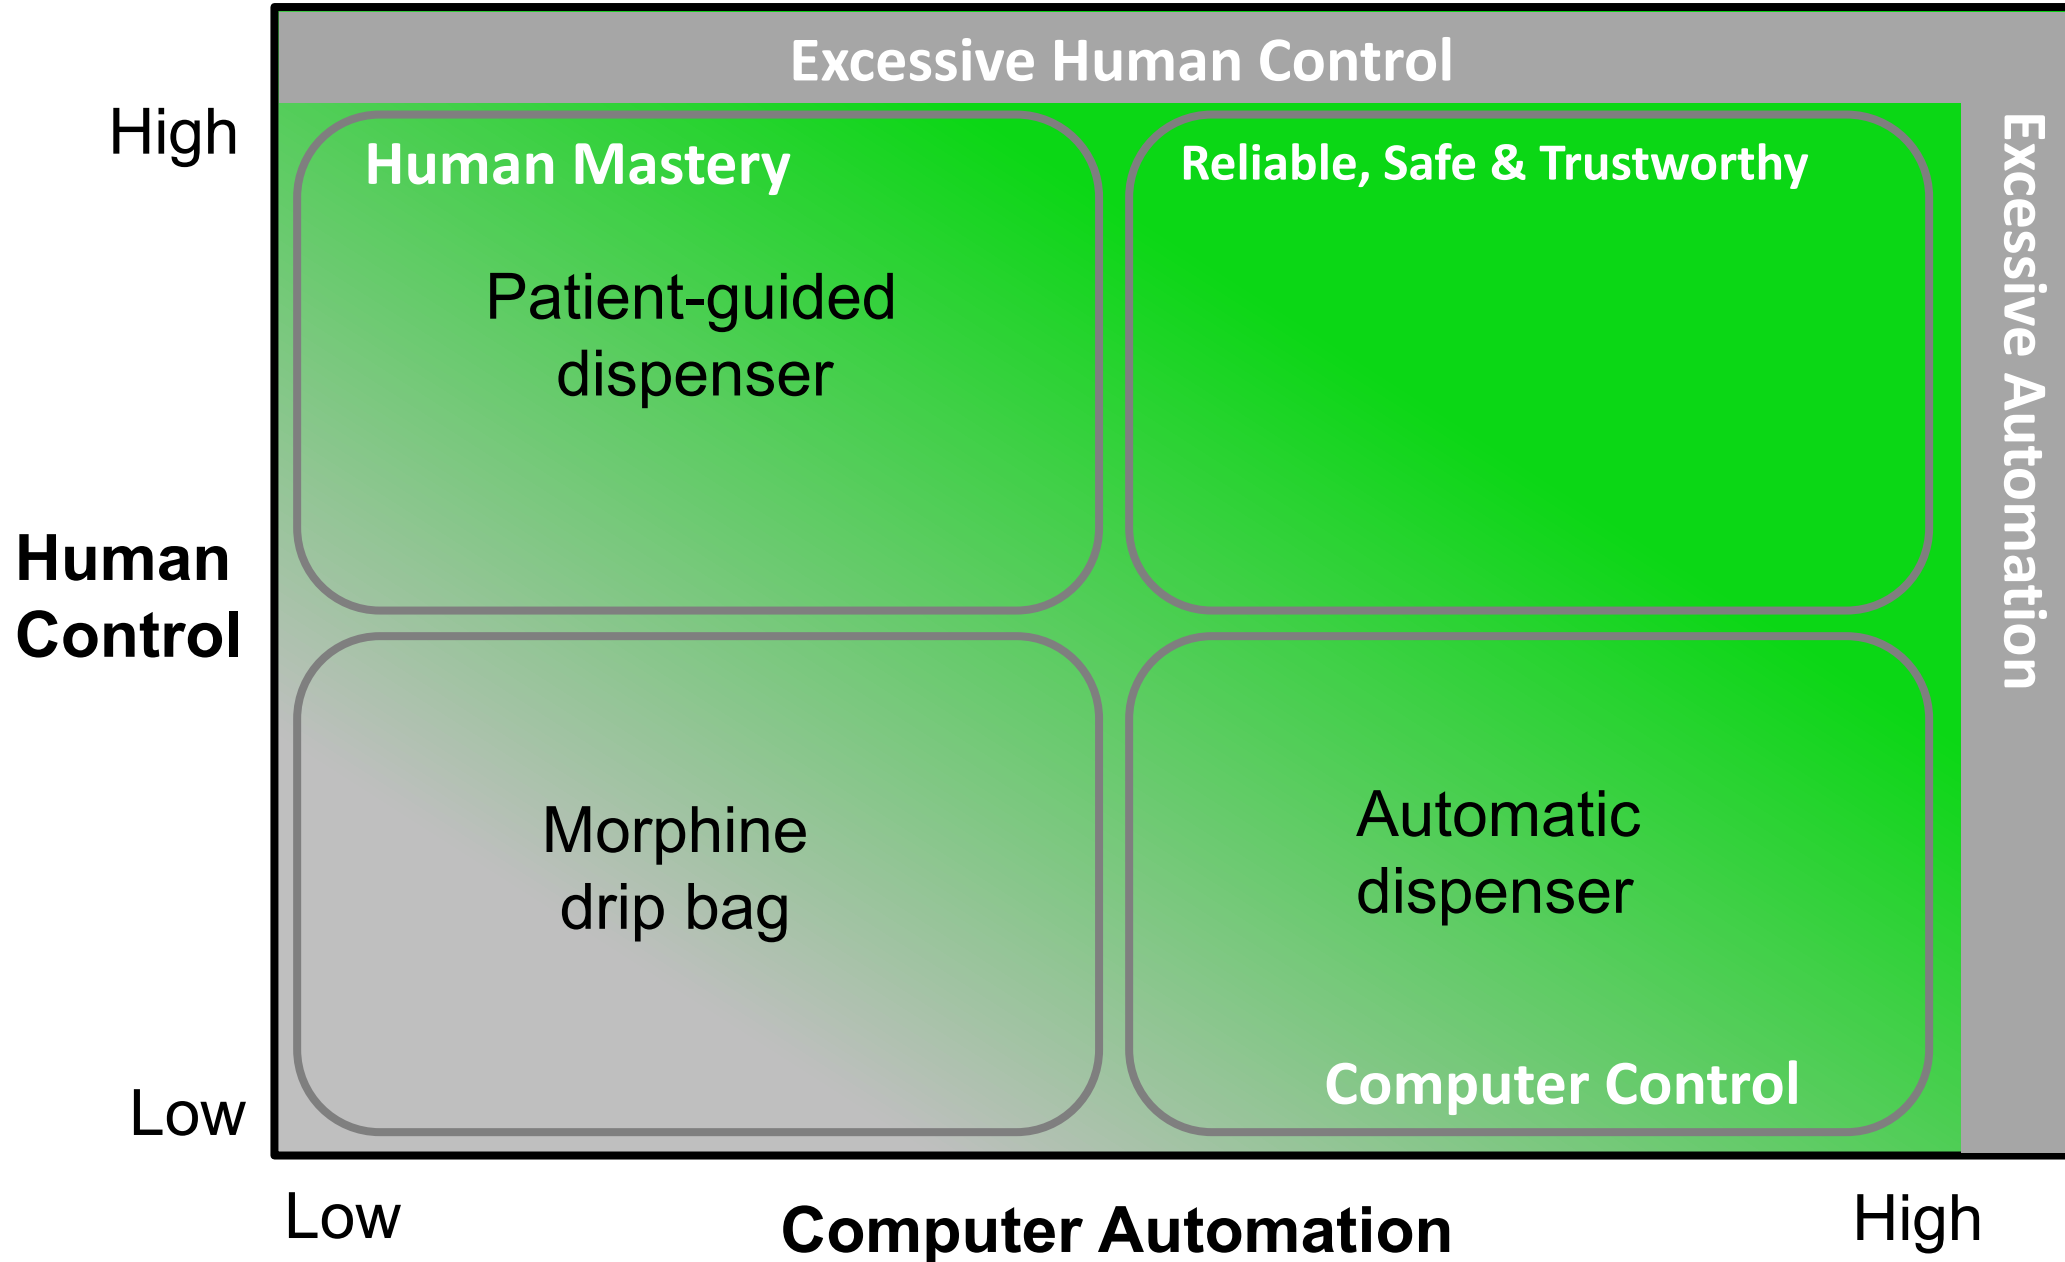 Excessive Human Control
High
Human Mastery
Reliable, Safe & Trustworthy
Excessive Automation
Patient-guided
dispenser
Human
Control
Morphine
drip bag
Automatic
dispenser
Computer Control
Low
Low
Computer Automation
High